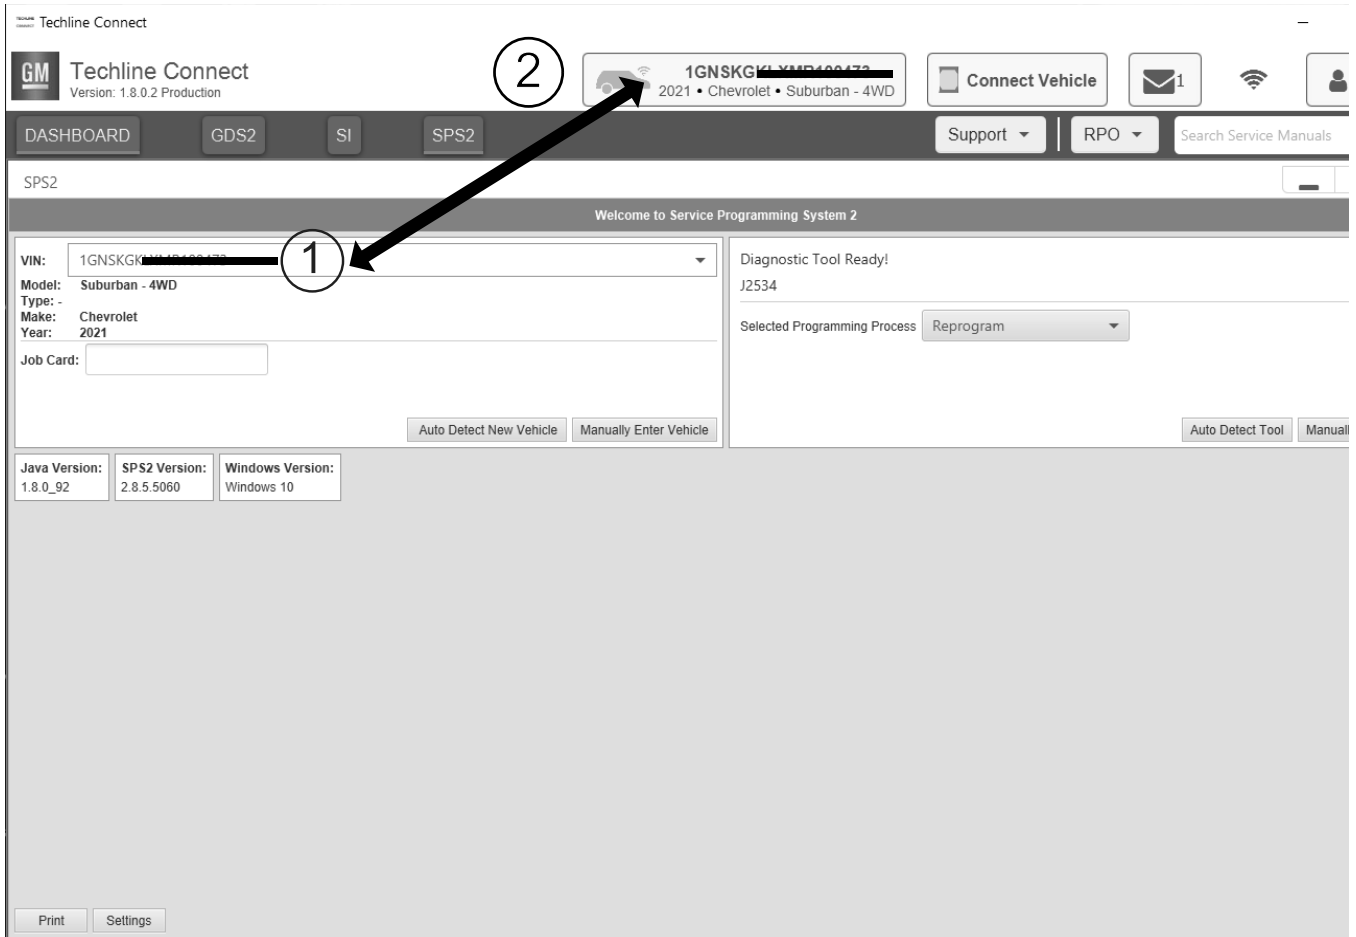 Techline Connect
GM
Techline Connect
Version: 1.8.0.2 Production
2
1GNSKG
2021 • Chevrolet • Suburban - 4WD
Connect Vehicle
1
DASHBOARD
GDS2
SI
SPS2
Support
RPO
Search Service Manuals
SPS2
Welcome to Service Programming System 2
VIN:
1GNSKGK
1
Model: Suburban - 4WD
Type: -
Make: Chevrolet
Year: 2021
Job Card:
Auto Detect New Vehicle
Manually Enter Vehicle
Diagnostic Tool Ready!
J2534
Selected Programming Process
Reprogram
Auto Detect Tool
Manuall
Java Version:
1.8.0_92
SPS2 Version:
2.8.5.5060
Windows Version:
Windows 10
Print
Settings